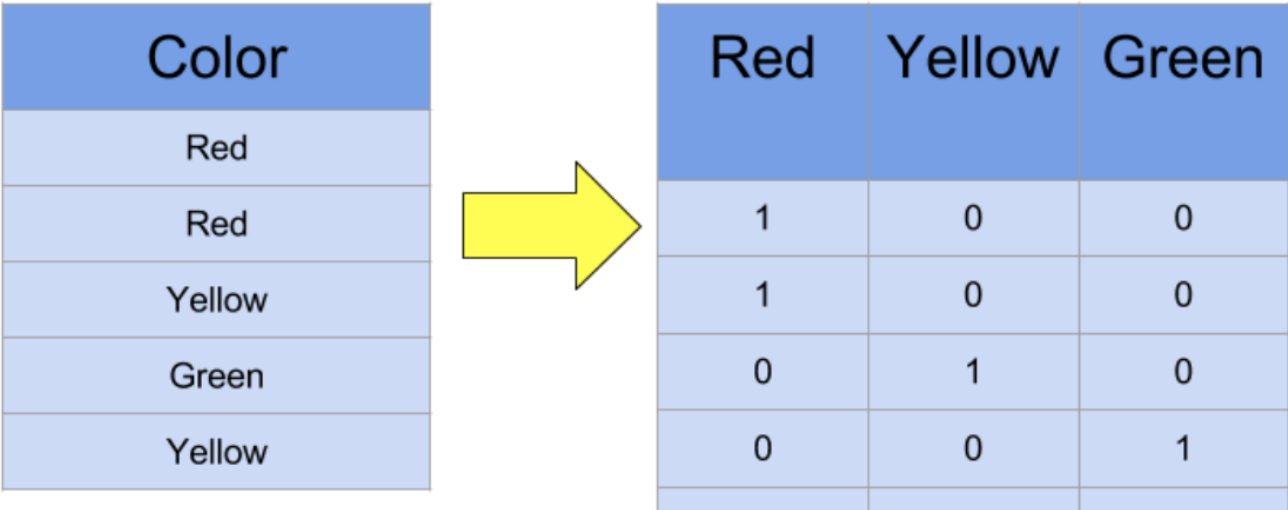 Color
Red
Red
Yellow
Green
Yellow
Red Yellow Green
1 0 0
1 0 0
0 1 0
0 0 1